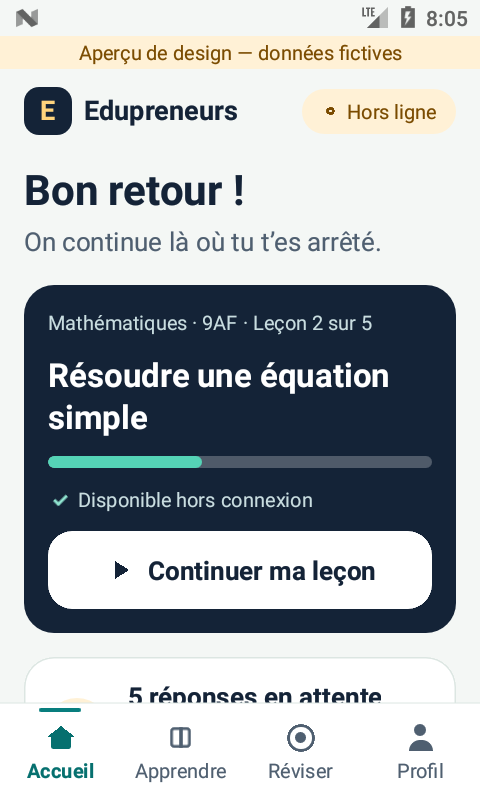 LTE 8:05
Aperçu de design — données fictives
E Edupreneurs Hors ligne
Bon retour !
On continue là où tu t’es arrêté.
Mathématiques · 9AF · Leçon 2 sur 5
Résoudre une équation
simple
Disponible hors connexion
Continuer ma leçon
5 réponses en attente
Accueil Apprendre Réviser Profil